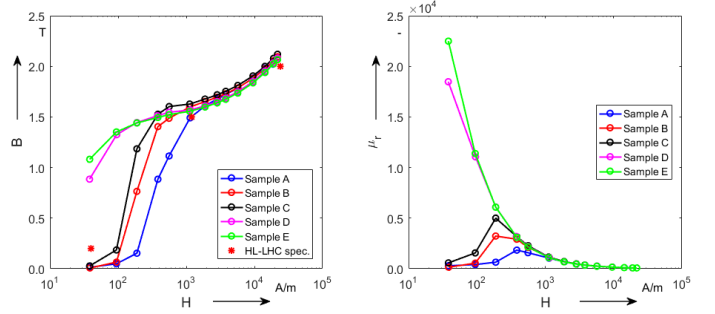 T
2.5
2.0
1.5
1.0
0.5
0.0
B
Sample A
Sample B
Sample C
Sample D
Sample E
HL-LHC spec.
10^1 10^2 10^3 10^4 10^5
H A/m
×10^4
-
2.5
2.0
1.5
1.0
0.5
0.0
μ_r
Sample A
Sample B
Sample C
Sample D
Sample E
10^1 10^2 10^3 10^4 10^5
H A/m